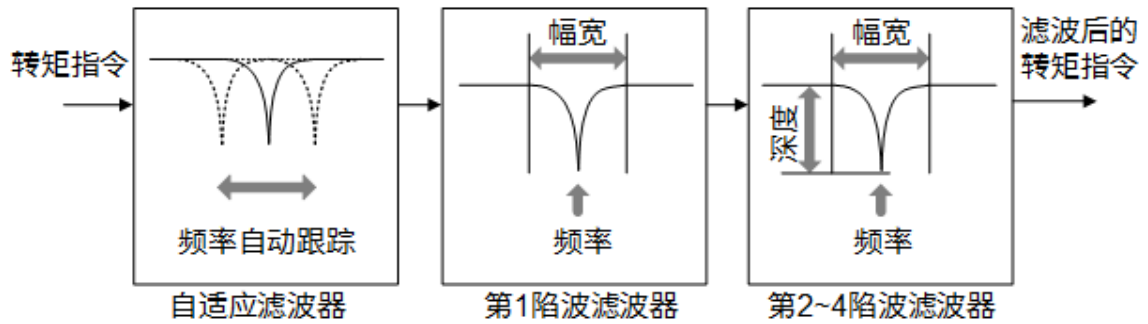 转矩指令
频率自动跟踪
自适应滤波器
幅宽
频率
第1陷波滤波器
幅宽
深度
频率
第2~4陷波滤波器
滤波后的
转矩指令